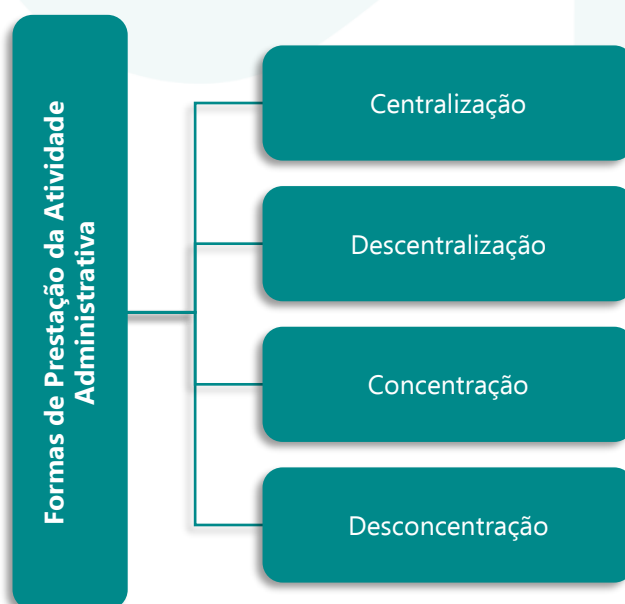 Formas de Prestação da Atividade
Administrativa
Centralização
Descentralização
Concentração
Desconcentração